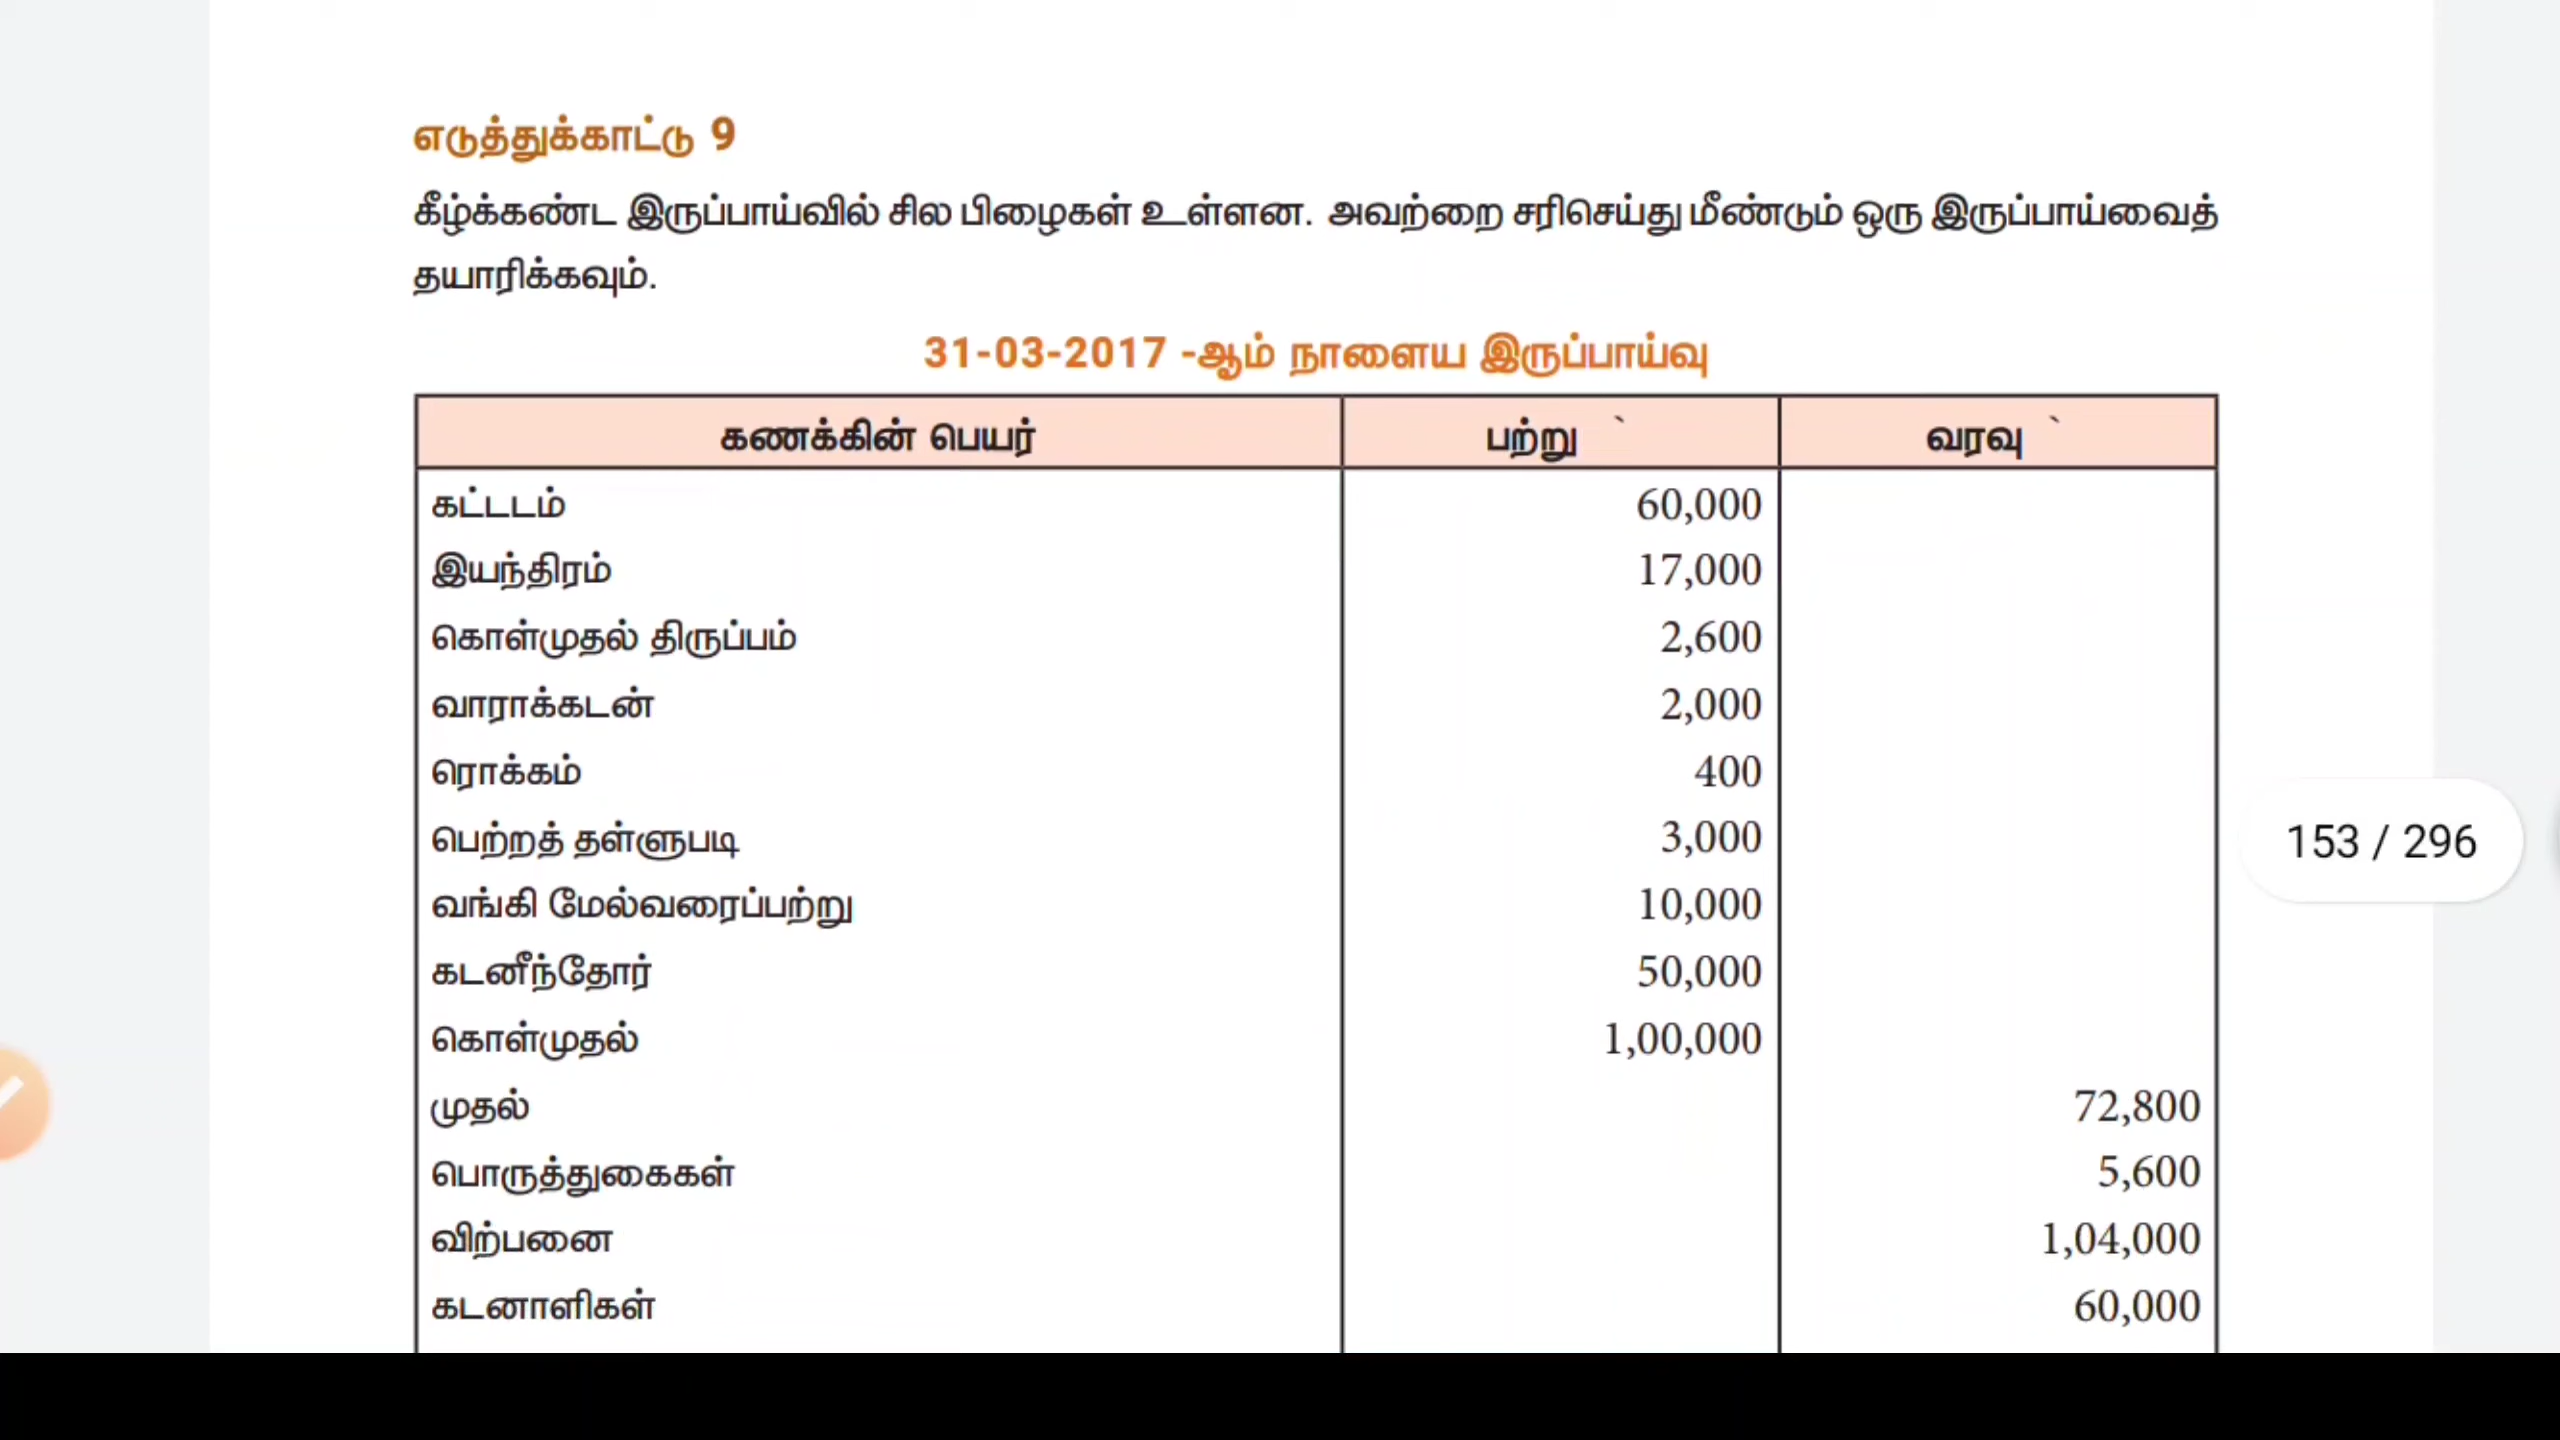 எடுத்துக்காட்டு 9
கீழ்க்கண்ட இருப்பாய்வில் சில பிழைகள் உள்ளன. அவற்றை சரிசெய்து மீண்டும் ஒரு இருப்பாய்வைத்
தயாரிக்கவும்.
31-03-2017 -ஆம் நாளைய இருப்பாய்வு
கணக்கின் பெயர் பற்று ` வரவு `
கட்டடம் 60,000
இயந்திரம் 17,000
கொள்முதல் திருப்பம் 2,600
வாராக்கடன் 2,000
ரொக்கம் 400
பெற்றத் தள்ளுபடி 3,000
வங்கி மேல்வரைப்பற்று 10,000
கடனீந்தோர் 50,000
கொள்முதல் 1,00,000
முதல் 72,800
பொருத்துகைகள் 5,600
விற்பனை 1,04,000
கடனாளிகள் 60,000
153 / 296